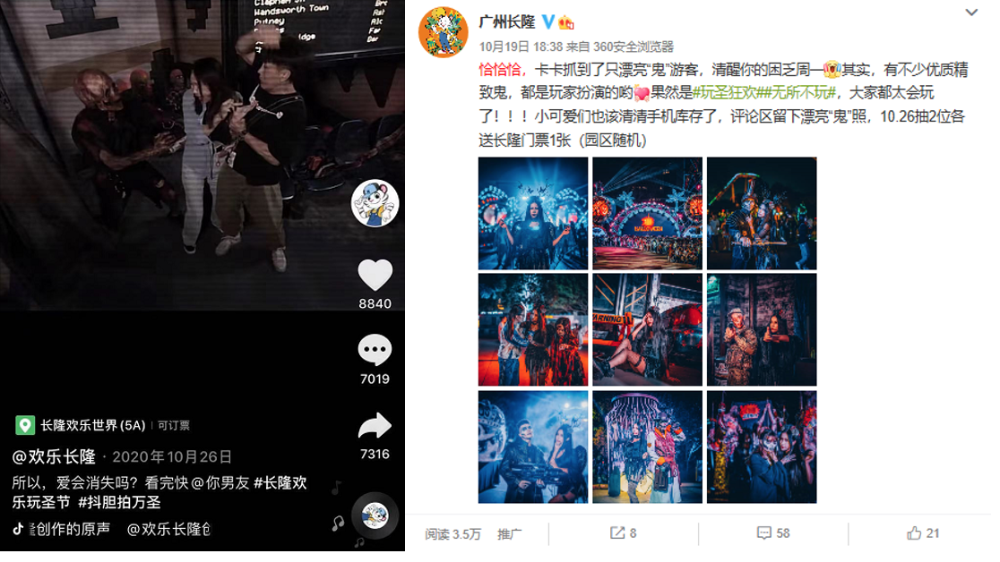 Wandsworth Town
Putney
8840
7019
7316
长隆欢乐世界(5A) | 可订票
@欢乐长隆 · 2020年10月26日
所以，爱会消失吗？看完快@你男友 #长隆欢
乐玩圣节 #抖胆拍万圣
创作的原声 @欢乐长隆创
广州长隆
10月19日 18:38 来自 360安全浏览器
恰恰恰，卡卡抓到了只漂亮“鬼”游客，清醒你的困乏周一其实，有不少优质精
致鬼，都是玩家扮演的哟果然是#玩圣狂欢##无所不玩#，大家都太会玩
了！！！小可爱们也该清清手机库存了，评论区留下漂亮“鬼”照，10.26抽2位各
送长隆门票1张（园区随机）
HALLOWEEN
WARNING
阅读 3.5万 推广
8
58
21